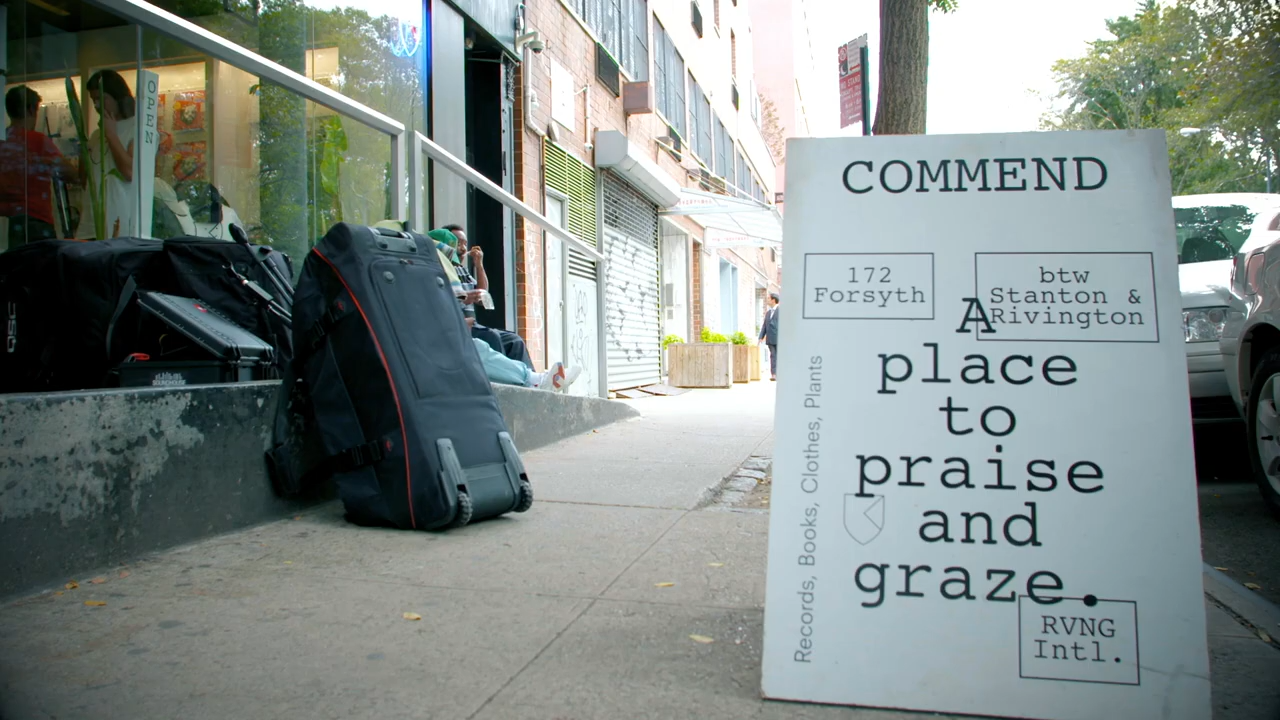 OPEN
QSC
COMMEND
172
Forsyth
btw
Stanton &
Rivington
A
place
to
praise
and
graze.
Records, Books, Clothes, Plants
RVNG
Intl.